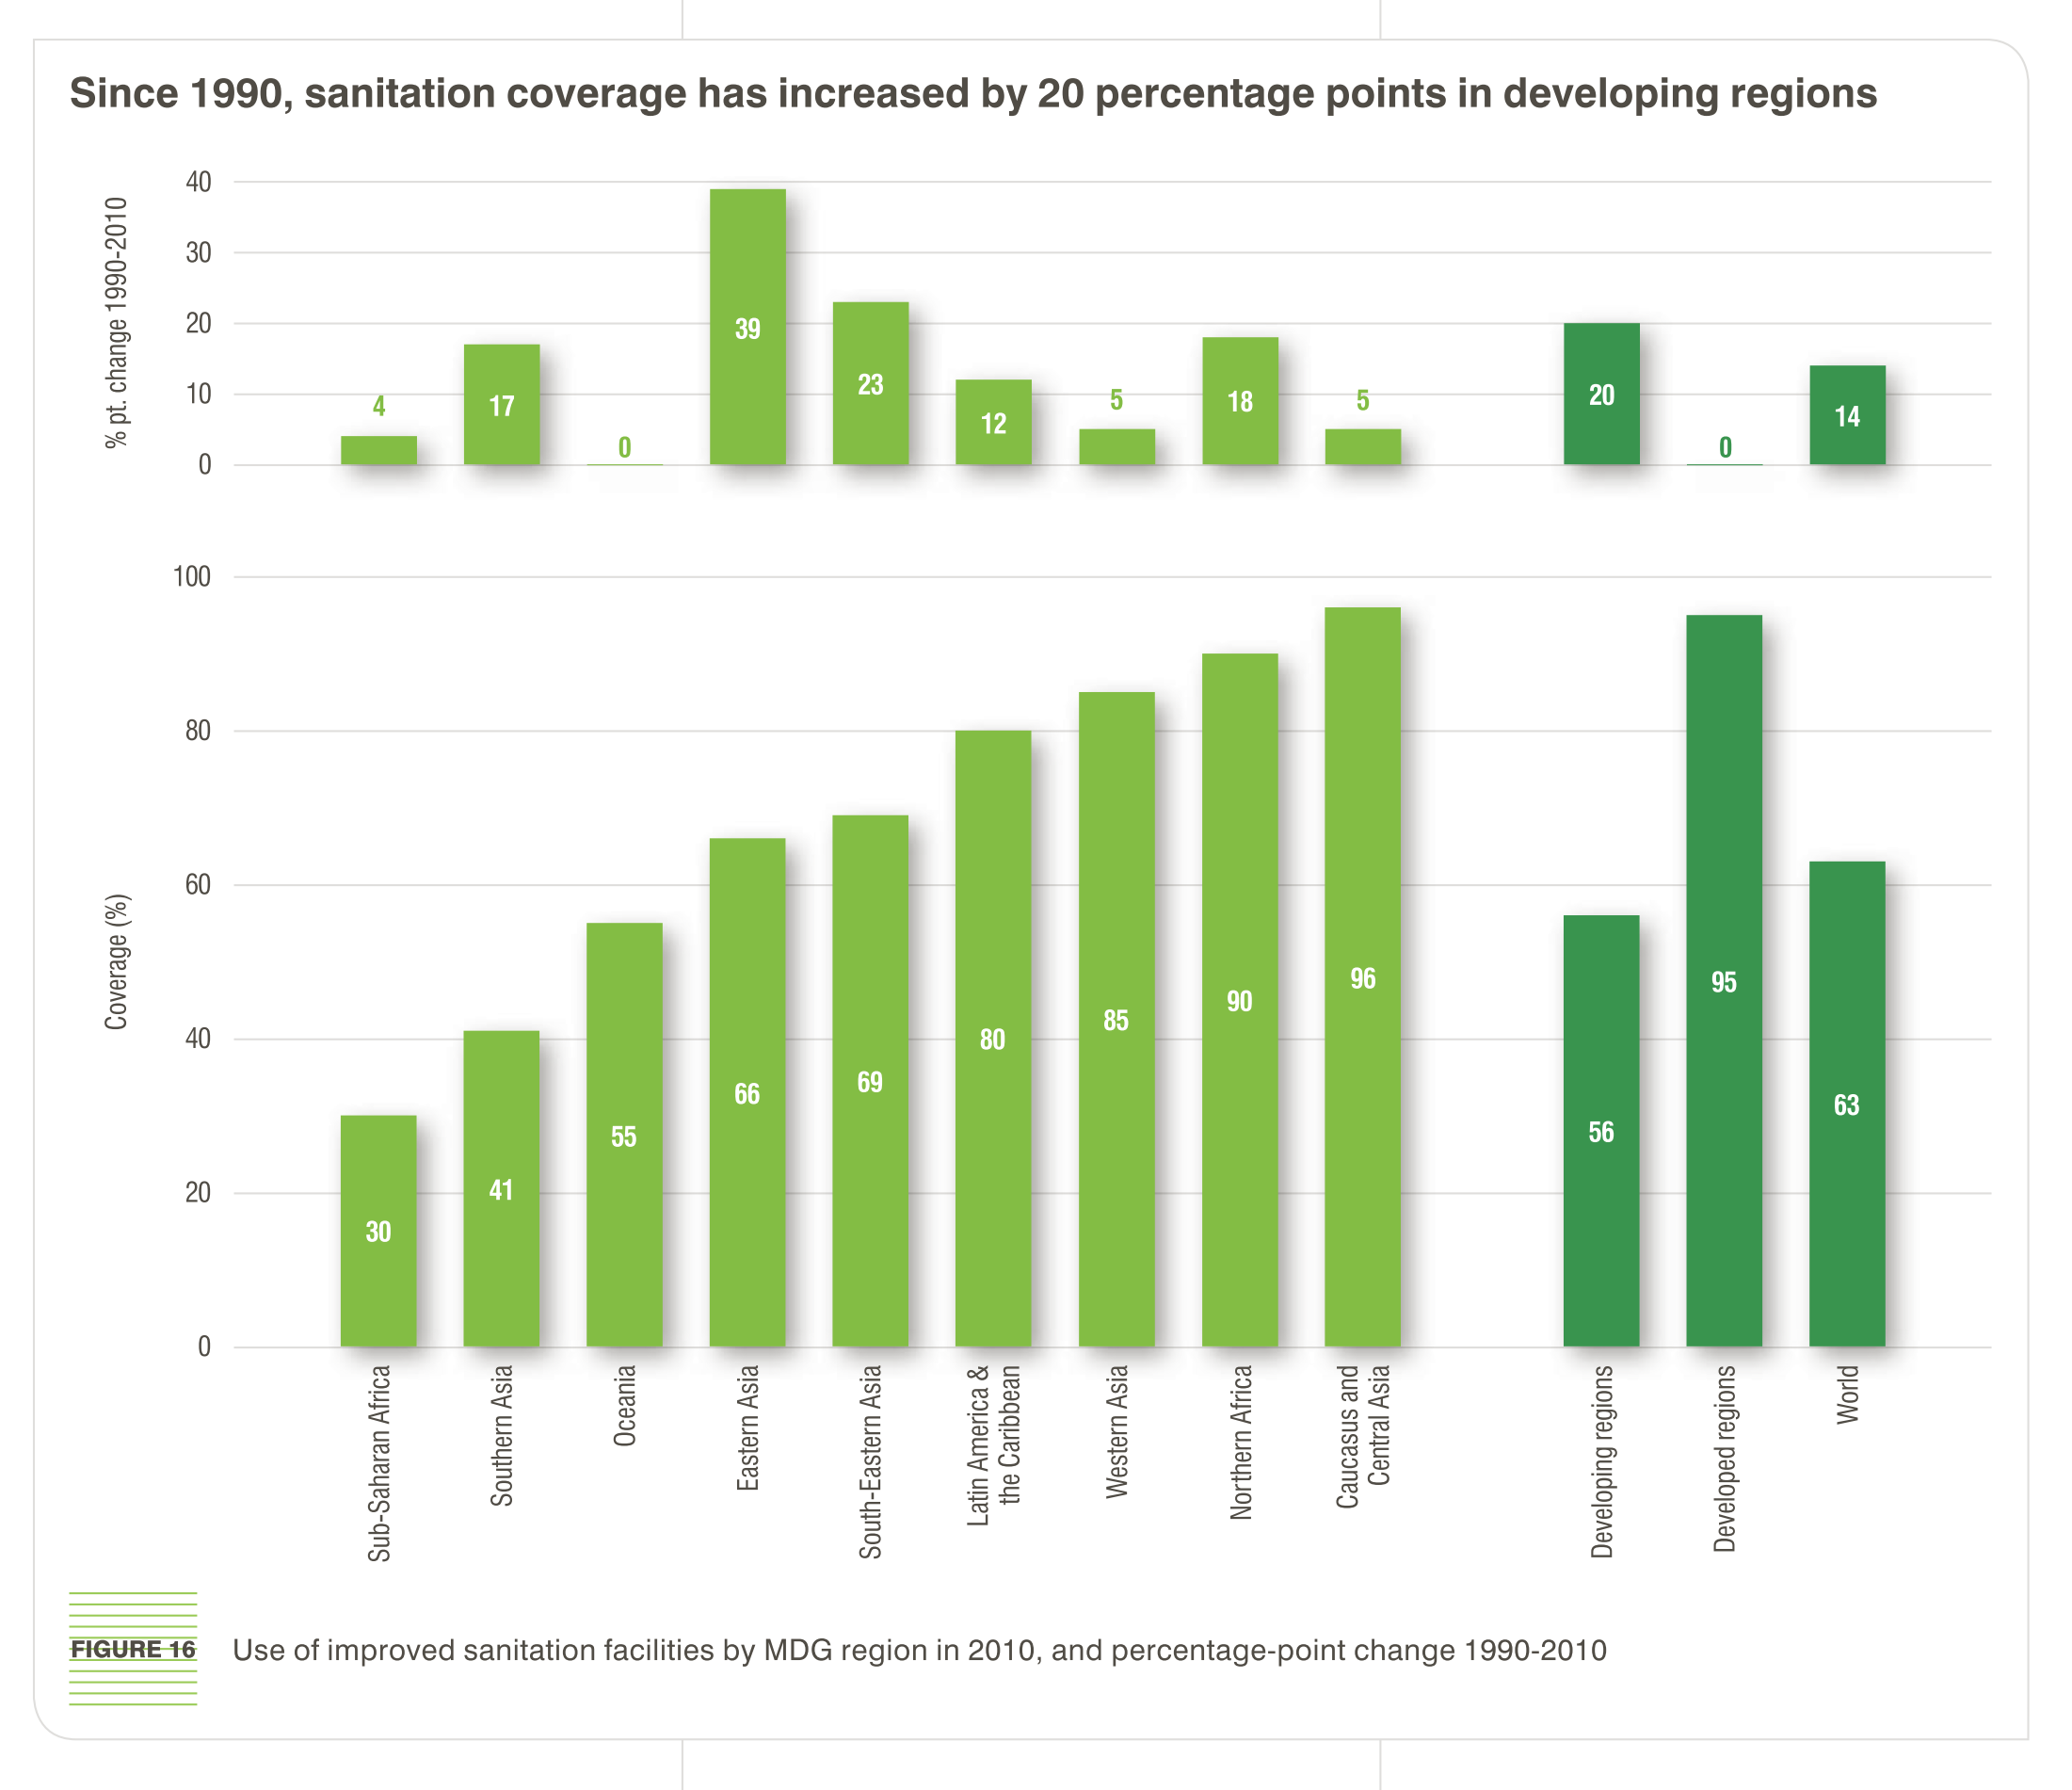 Since 1990, sanitation coverage has increased by 20 percentage points in developing regions
% pt. change 1990-2010
40
30
20
10
0
4
17
0
39
23
12
5
18
5
20
0
14
Coverage (%)
100
80
60
40
20
0
30
41
55
66
69
80
85
90
96
56
95
63
Sub-Saharan Africa
Southern Asia
Oceania
Eastern Asia
South-Eastern Asia
Latin America &
the Caribbean
Western Asia
Northern Africa
Caucasus and
Central Asia
Developing regions
Developed regions
World
FIGURE 16
Use of improved sanitation facilities by MDG region in 2010, and percentage-point change 1990-2010